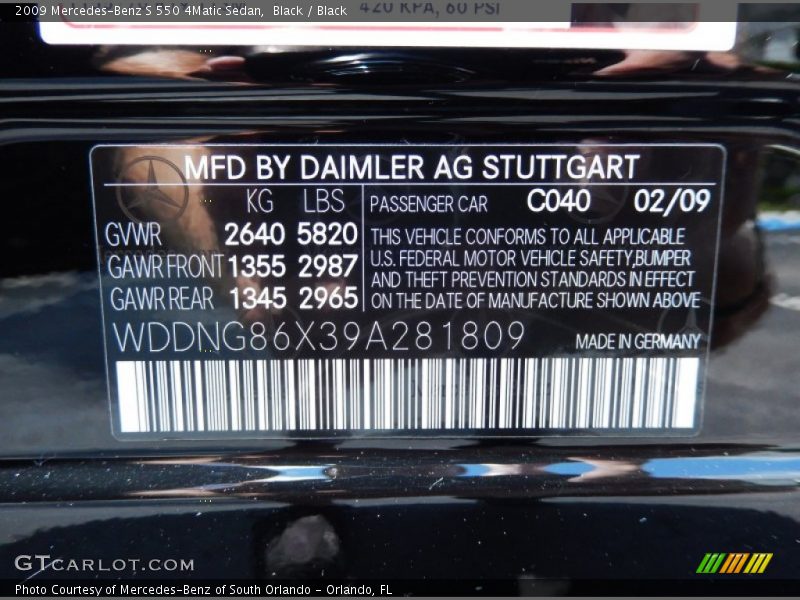 2009 Mercedes-Benz S 550 4Matic Sedan,  Black / Black
420 KPA, 60 PSI
MFD BY DAIMLER AG STUTTGART
KG LBS PASSENGER CAR C040 02/09
GVWR 2640 5820
GAWR FRONT 1355 2987
GAWR REAR 1345 2965
THIS VEHICLE CONFORMS TO ALL APPLICABLE
U.S. FEDERAL MOTOR VEHICLE SAFETY,BUMPER
AND THEFT PREVENTION STANDARDS IN EFFECT
ON THE DATE OF MANUFACTURE SHOWN ABOVE
WDDNG86X39A281809 MADE IN GERMANY
GTCARLOT.COM
Photo Courtesy of Mercedes-Benz of South Orlando - Orlando, FL